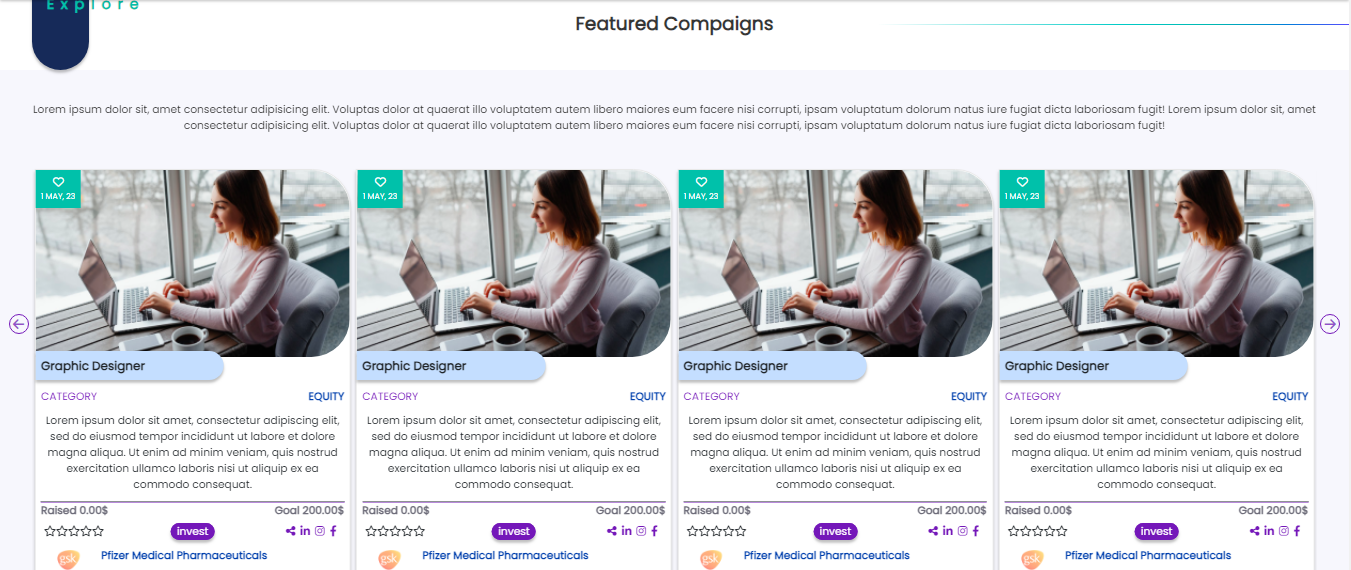 Explore
Featured Compaigns
Lorem ipsum dolor sit, amet consectetur adipisicing elit. Voluptas dolor at quaerat illo voluptatem autem libero maiores eum facere nisi corrupti, ipsam voluptatum dolorum natus iure fugiat dicta laboriosam fugit! Lorem ipsum dolor sit, amet
consectetur adipisicing elit. Voluptas dolor at quaerat illo voluptatem autem libero maiores eum facere nisi corrupti, ipsam voluptatum dolorum natus iure fugiat dicta laboriosam fugit!
1 MAY, 23
Graphic Designer
CATEGORY EQUITY
Lorem ipsum dolor sit amet, consectetur adipiscing elit,
sed do eiusmod tempor incididunt ut labore et dolore
magna aliqua. Ut enim ad minim veniam, quis nostrud
exercitation ullamco laboris nisi ut aliquip ex ea
commodo consequat.
Raised 0.00$ Goal 200.00$
invest
gsk Pfizer Medical Pharmaceuticals
1 MAY, 23
Graphic Designer
CATEGORY EQUITY
Lorem ipsum dolor sit amet, consectetur adipiscing elit,
sed do eiusmod tempor incididunt ut labore et dolore
magna aliqua. Ut enim ad minim veniam, quis nostrud
exercitation ullamco laboris nisi ut aliquip ex ea
commodo consequat.
Raised 0.00$ Goal 200.00$
invest
gsk Pfizer Medical Pharmaceuticals
1 MAY, 23
Graphic Designer
CATEGORY EQUITY
Lorem ipsum dolor sit amet, consectetur adipiscing elit,
sed do eiusmod tempor incididunt ut labore et dolore
magna aliqua. Ut enim ad minim veniam, quis nostrud
exercitation ullamco laboris nisi ut aliquip ex ea
commodo consequat.
Raised 0.00$ Goal 200.00$
invest
gsk Pfizer Medical Pharmaceuticals
1 MAY, 23
Graphic Designer
CATEGORY EQUITY
Lorem ipsum dolor sit amet, consectetur adipiscing elit,
sed do eiusmod tempor incididunt ut labore et dolore
magna aliqua. Ut enim ad minim veniam, quis nostrud
exercitation ullamco laboris nisi ut aliquip ex ea
commodo consequat.
Raised 0.00$ Goal 200.00$
invest
gsk Pfizer Medical Pharmaceuticals